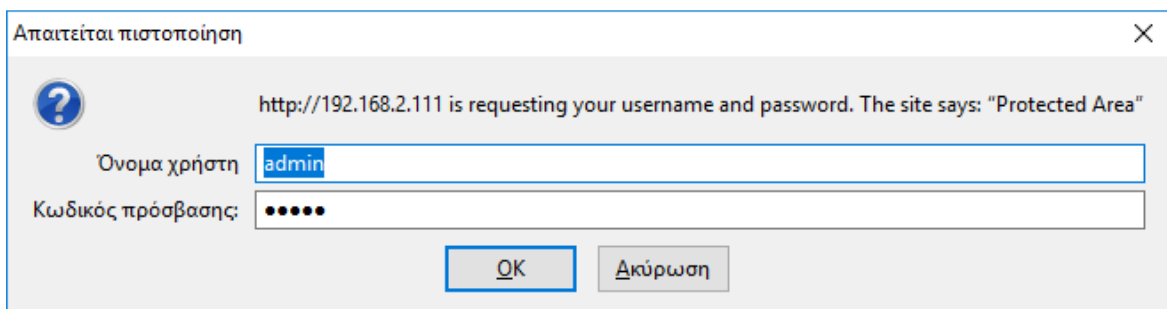 Απαιτείται πιστοποίηση
http://192.168.2.111 is requesting your username and password. The site says: “Protected Area”
Όνομα χρήστη admin
Κωδικός πρόσβασης: •••••
OK Ακύρωση